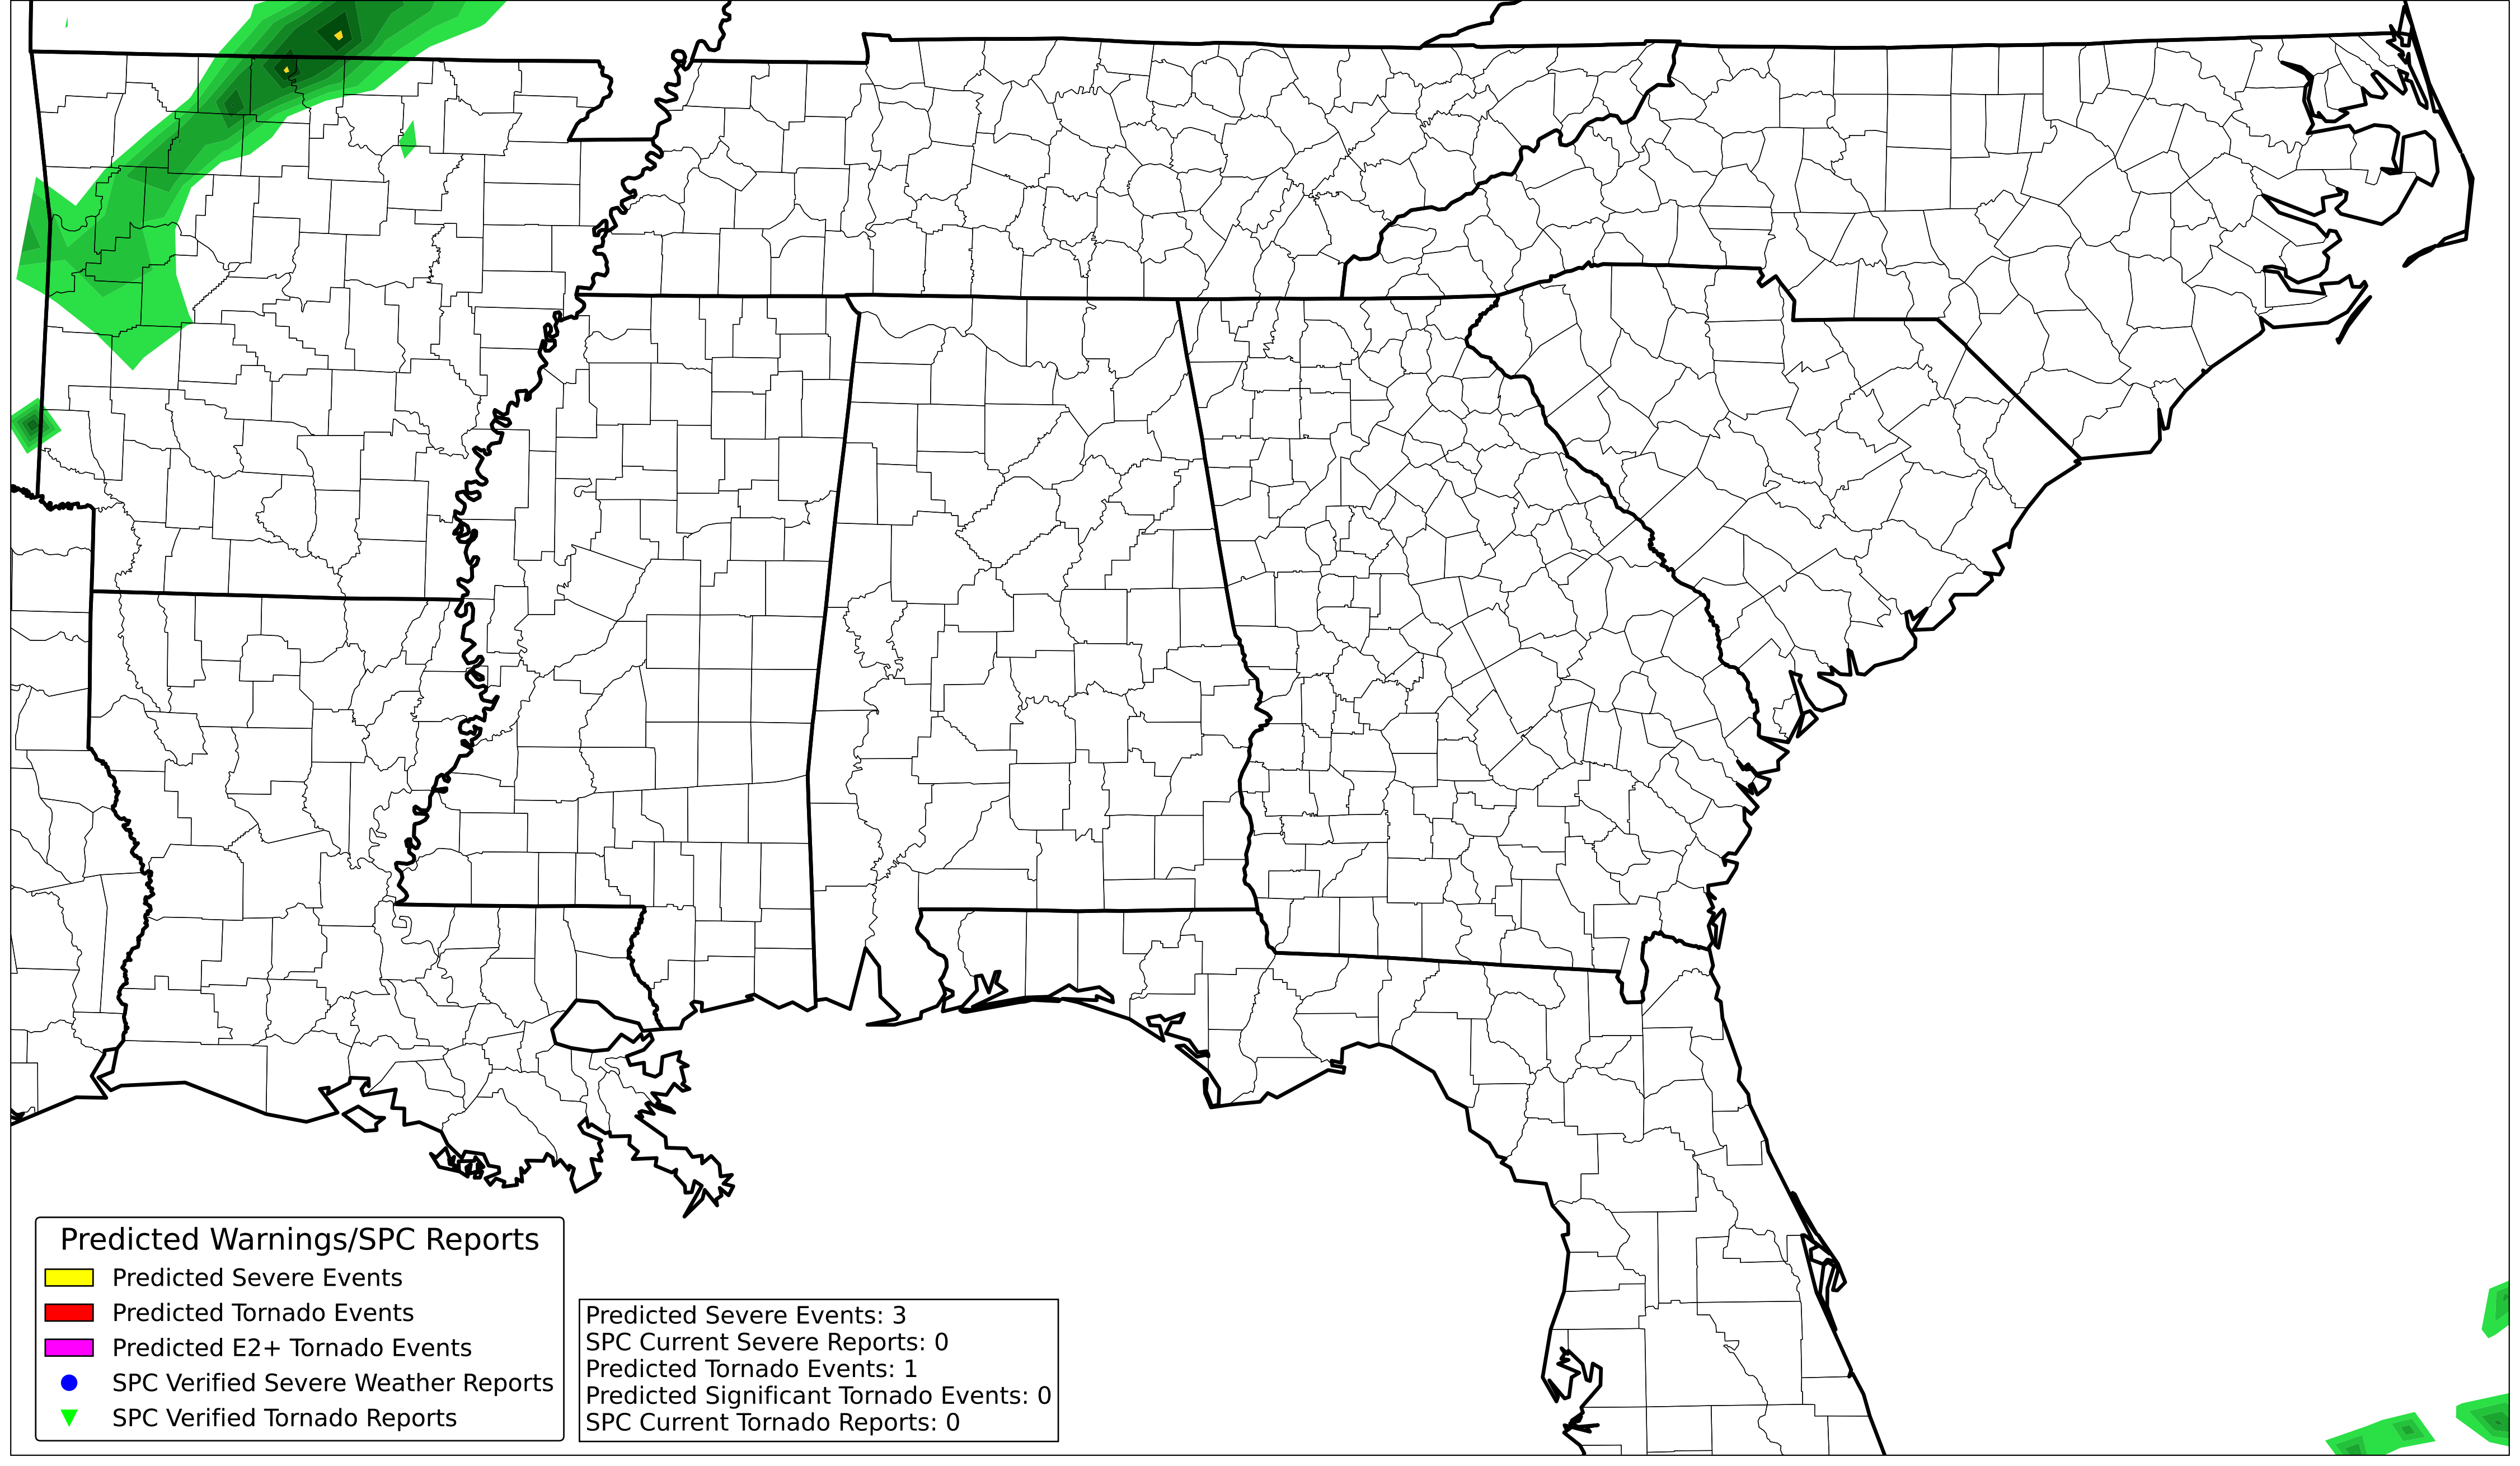 Predicted Warnings/SPC Reports
Predicted Severe Events
Predicted Tornado Events
Predicted E2+ Tornado Events
SPC Verified Severe Weather Reports
SPC Verified Tornado Reports
Predicted Severe Events: 3
SPC Current Severe Reports: 0
Predicted Tornado Events: 1
Predicted Significant Tornado Events: 0
SPC Current Tornado Reports: 0